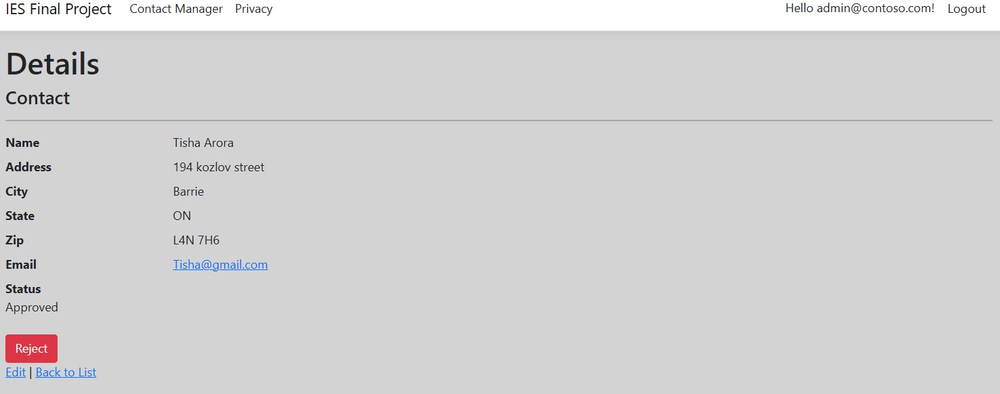 IES Final Project Contact Manager Privacy Hello admin@contoso.com! Logout
Details
Contact
Name Tisha Arora
Address 194 kozlov street
City Barrie
State ON
Zip L4N 7H6
Email Tisha@gmail.com
Status
Approved
Reject
Edit | Back to List